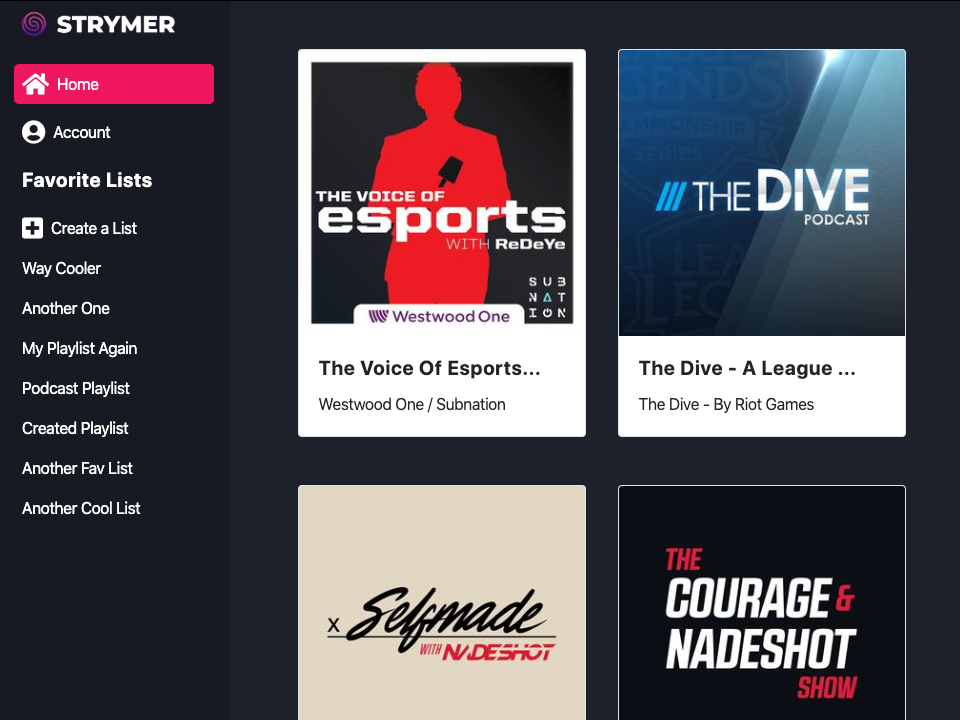 STRYMER
Home
Account
Favorite Lists
Create a List
Way Cooler
Another One
My Playlist Again
Podcast Playlist
Created Playlist
Another Fav List
Another Cool List
THE VOICE OF
esports
WITH ReDeYe
SUB
NAT
ION
Westwood One
The Voice Of Esports...
Westwood One / Subnation
LEGENDS
CHAMPIONSHIP
SERIES
THE DIVE
PODCAST
The Dive - A League ...
The Dive - By Riot Games
x Selfmade
WITH NADESHOT
THE
COURAGE &
NADESHOT
SHOW